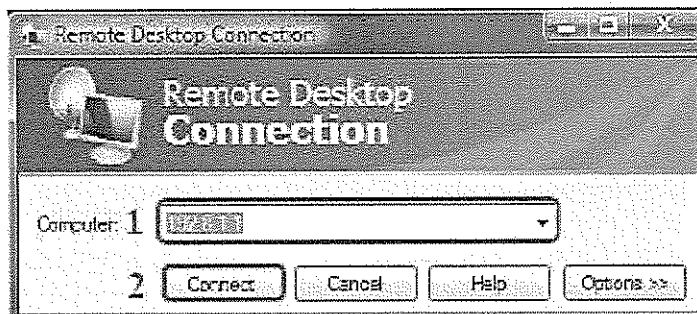 Remote Desktop Connection
Remote Desktop
Connection
Computer: 1
2 Connect Cancel Help Options >>